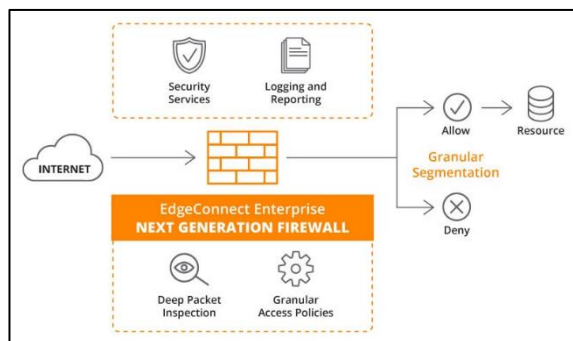 Security
Services
Logging and
Reporting
INTERNET
Allow
Resource
Granular
Segmentation
Deny
EdgeConnect Enterprise
NEXT GENERATION FIREWALL
Deep Packet
Inspection
Granular
Access Policies